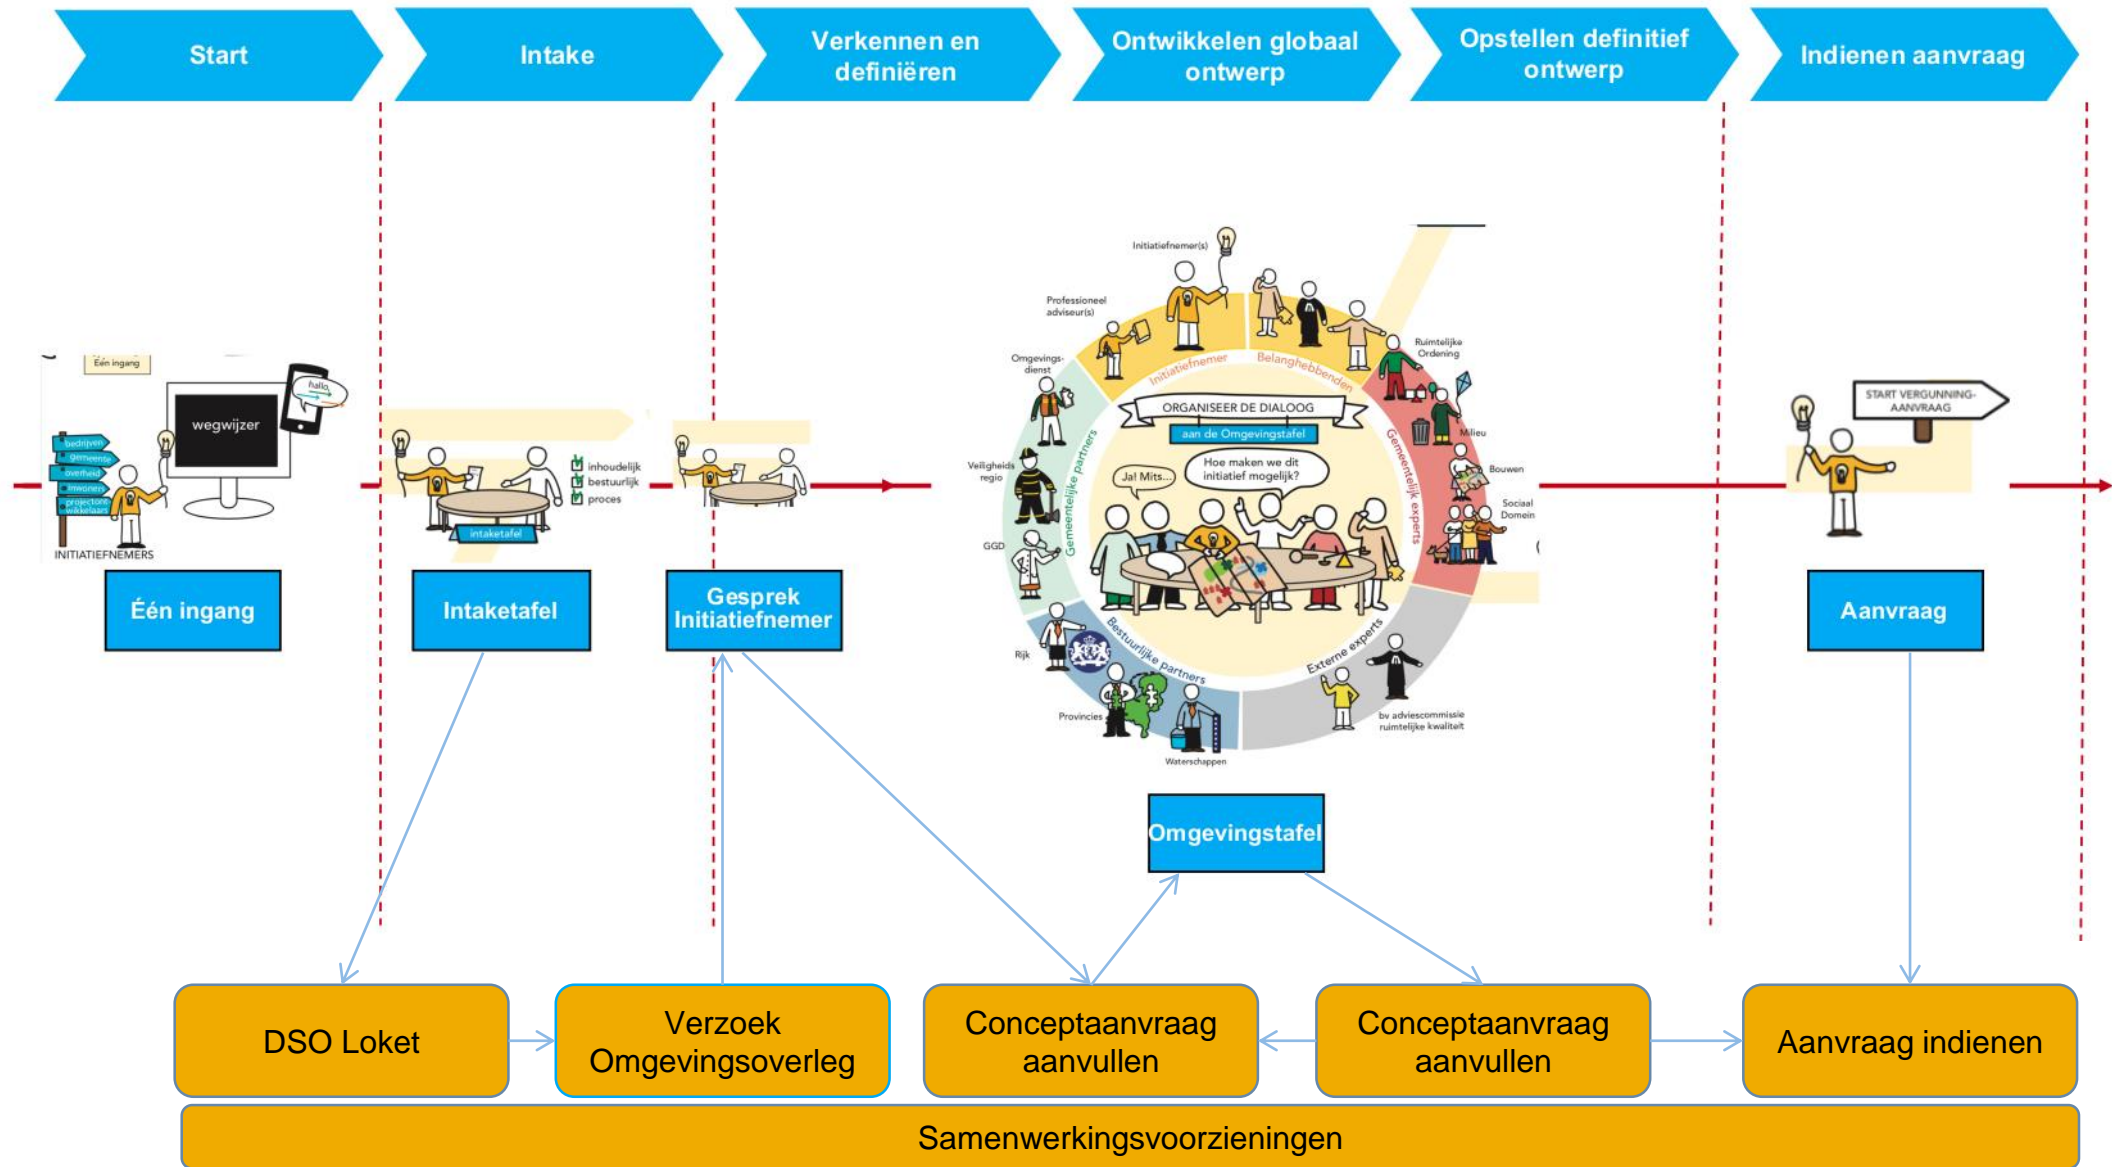 Start
Intake
Verkennen en
definiëren
Ontwikkelen globaal
ontwerp
Opstellen definitief
ontwerp
Indienen aanvraag
Eén ingang
wegwijzer
hallo,
bedrijven
gemeente
overheid
inwoners
projectont-
wikkelaars
INITIATIEFNEMERS
Één ingang
inhoudelijk
bestuurlijk
proces
intaketafel
Intaketafel
Gesprek
Initiatiefnemer
Initiatiefnemer(s)
Professioneel
adviseur(s)
Omgevings-
dienst
Veiligheids
regio
GGD
Rijk
Provincies
Waterschappen
Ruimtelijke
Ordening
Milieu
Bouwen
Sociaal
Domein
bv adviescommissie
ruimtelijke kwaliteit
Initiatiefnemer
Belanghebbenden
Gemeentelijke partners
Gemeentelijk experts
Bestuurlijke partners
Externe experts
ORGANISEER DE DIALOOG
aan de Omgevingstafel
Ja! Mits...
Hoe maken we dit
initiatief mogelijk?
Omgevingstafel
START VERGUNNING-
AANVRAAG
Aanvraag
DSO Loket
Verzoek
Omgevingsoverleg
Conceptaanvraag
aanvullen
Conceptaanvraag
aanvullen
Aanvraag indienen
Samenwerkingsvoorzieningen